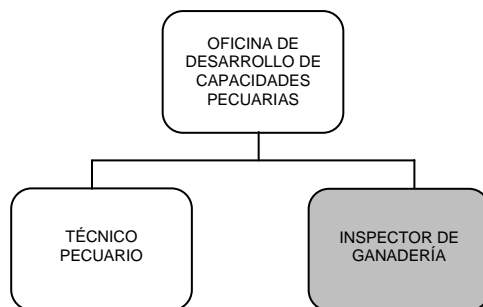 OFICINA DE
DESARROLLO DE
CAPACIDADES
PECUARIAS
TÉCNICO
PECUARIO
INSPECTOR DE
GANADERÍA